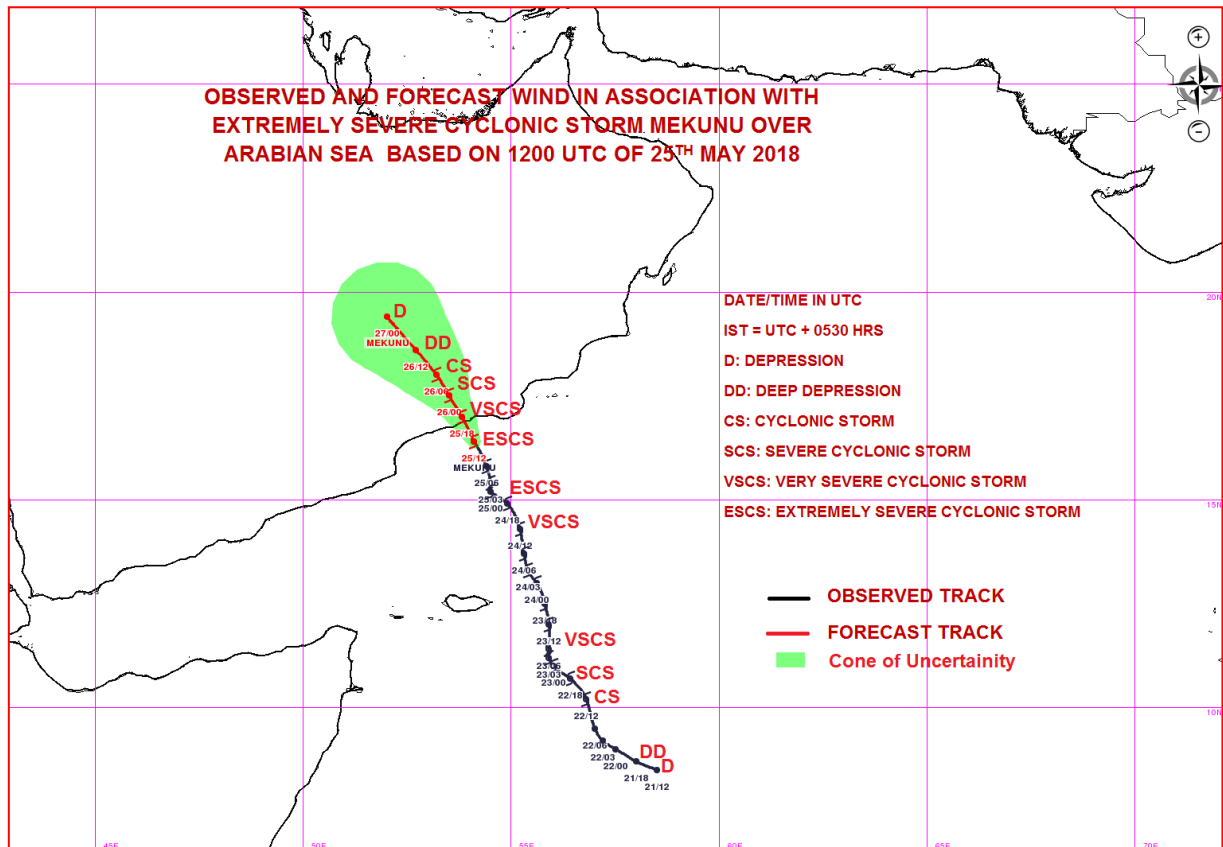 OBSERVED AND FORECAST WIND IN ASSOCIATION WITH
EXTREMELY SEVERE CYCLONIC STORM MEKUNU OVER
ARABIAN SEA BASED ON 1200 UTC OF 25TH MAY 2018
DATE/TIME IN UTC
IST = UTC + 0530 HRS
D: DEPRESSION
DD: DEEP DEPRESSION
CS: CYCLONIC STORM
SCS: SEVERE CYCLONIC STORM
VSCS: VERY SEVERE CYCLONIC STORM
ESCS: EXTREMELY SEVERE CYCLONIC STORM
OBSERVED TRACK
FORECAST TRACK
Cone of Uncertainity
D
27/00
MEKUNU
DD
26/12
CS
26/06
SCS
26/00
VSCS
25/18
ESCS
25/12
MEKUNU
25/06
ESCS
25/03
25/00
24/18
VSCS
24/12
24/06
24/03
24/00
23/18
23/12
VSCS
23/06
23/03
23/00
SCS
22/18
CS
22/12
22/06
22/03
22/00
DD
21/18
D
21/12
20N
15N
10N
45E
50E
55E
60E
65E
70E
+
−